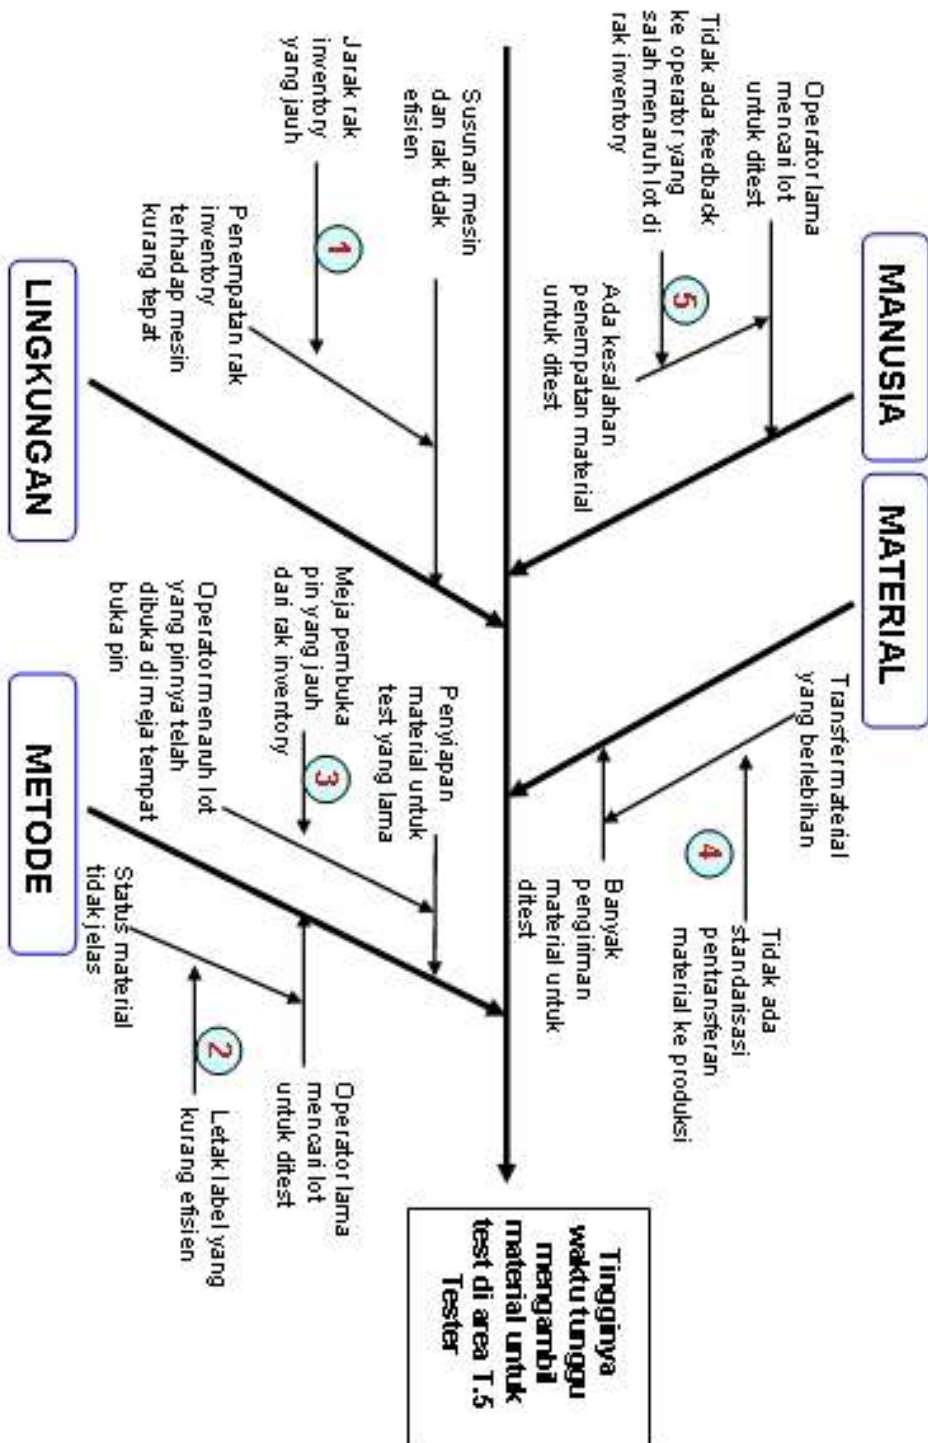 MANUSIA
MATERIAL
Operator lama
mencari lot
untuk ditest
Tidak ada feedback
ke operator yang
salah menaruh lot di
rak inventory
5
Ada kesalahan
penempatan material
untuk ditest
Transfer material
yang berlebihan
4
Tidak ada
standarisasi
pentransferan
material ke produksi
Banyak
pengiriman
material untuk
ditest
Tingginya
waktu tunggu
mengambil
material untuk
test di area T.5
Tester
Susunan mesin
dan rak tidak
efisien
Jarak rak
inventory
yang jauh
1
Penempatan rak
inventory
terhadap mesin
kurang tepat
Penyiapan
material untuk
test yang lama
Meja pembuka
pin yang jauh
dari rak inventory
3
Operator menaruh lot
yang pinnya telah
dibuka di meja tempat
buka pin
Operator lama
mencari lot
untuk ditest
Status material
tidak jelas
2
Letak label yang
kurang efisien
LINGKUNGAN
METODE